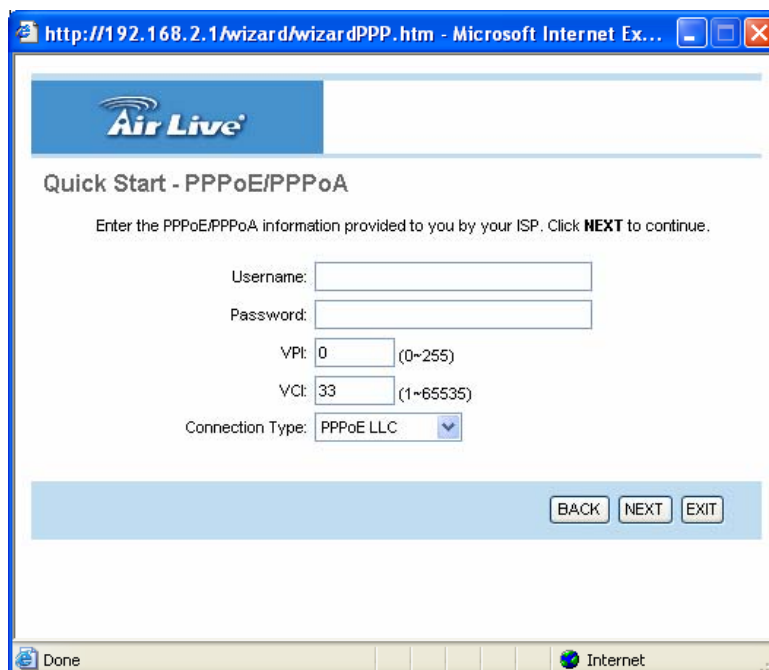 http://192.168.2.1/wizard/wizardPPP.htm - Microsoft Internet Ex...
Air Live
Quick Start - PPPoE/PPPoA
Enter the PPPoE/PPPoA information provided to you by your ISP. Click NEXT to continue.
Username:
Password:
VPI: 0 (0~255)
VCI: 33 (1~65535)
Connection Type: PPPoE LLC
BACK NEXT EXIT
Done Internet